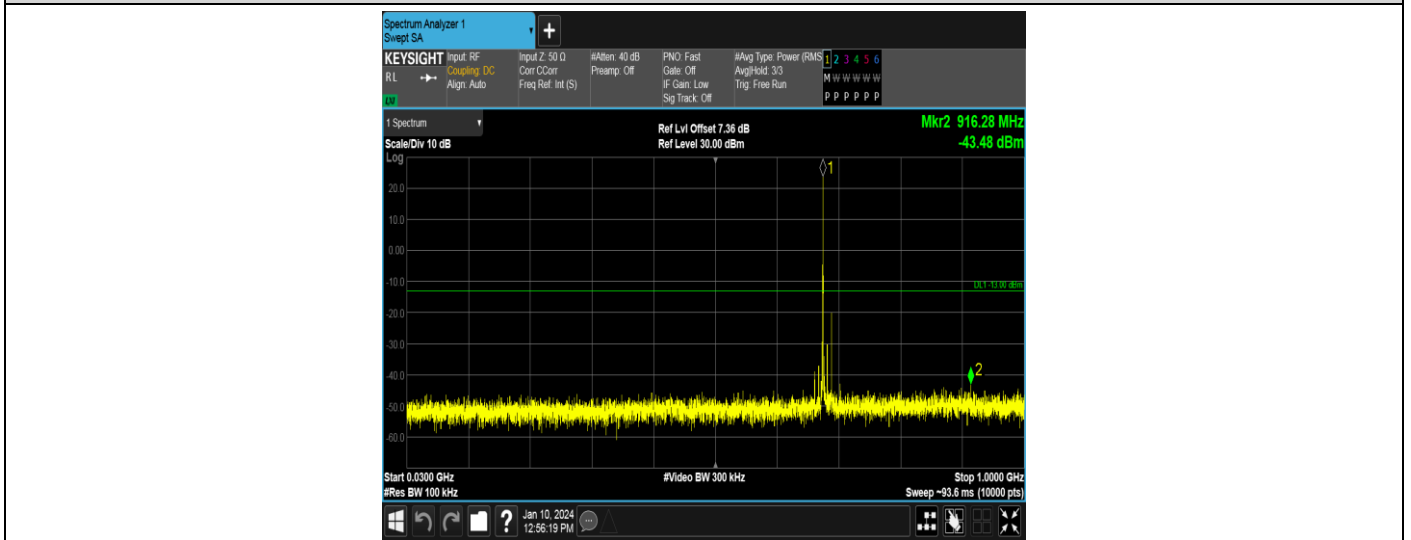 Spectrum Analyzer 1
Swept SA
+
KEYSIGHT
RL
LXI
Input: RF
Coupling: DC
Align: Auto
Input Z: 50 Ω
Corr CCorr
Freq Ref: Int (S)
#Atten: 40 dB
Preamp: Off
PNO: Fast
Gate: Off
IF Gain: Low
Sig Track: Off
#Avg Type: Power (RMS
Avg|Hold: 3/3
Trig: Free Run
1 2 3 4 5 6
M W W W W W
P P P P P P
1 Spectrum
Scale/Div 10 dB
Ref Lvl Offset 7.36 dB
Ref Level 30.00 dBm
Mkr2 916.28 MHz
-43.48 dBm
Log
1
20.0
10.0
0.00
-10.0
DL1 -13.00 dBm
-20.0
-30.0
-40.0
2
-50.0
-60.0
Start 0.0300 GHz
#Video BW 300 kHz
Stop 1.0000 GHz
#Res BW 100 kHz
Sweep ~93.6 ms (10000 pts)
?
Jan 10, 2024
12:56:19 PM